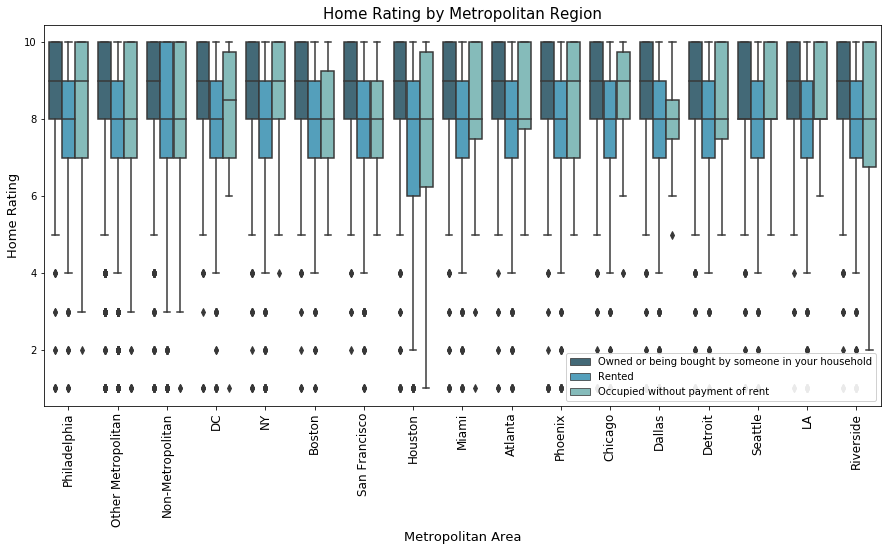 Home Rating by Metropolitan Region
Home Rating
10
8
6
4
2
Owned or being bought by someone in your household
Rented
Occupied without payment of rent
Philadelphia
Other Metropolitan
Non-Metropolitan
DC
NY
Boston
San Francisco
Houston
Miami
Atlanta
Phoenix
Chicago
Dallas
Detroit
Seattle
LA
Riverside
Metropolitan Area